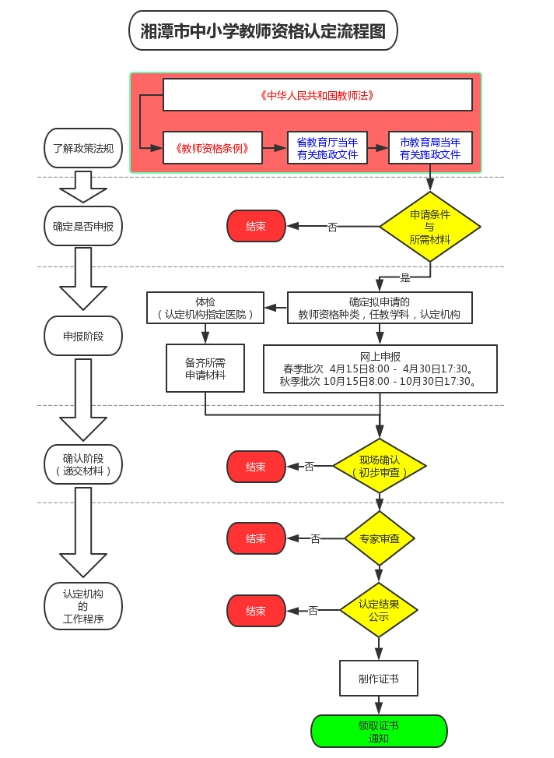 湘潭市中小学教师资格认定流程图
《中华人民共和国教师法》
了解政策法规
《教师资格条例》
省教育厅当年
有关施政文件
市教育局当年
有关施政文件
确定是否申报
结束
否
申请条件
与
所需材料
是
申报阶段
体检
（认定机构指定医院）
确定拟申请的
教师资格种类，任教学科，认定机构
备齐所需
申请材料
网上申报
春季批次 4月15日8:00 - 4月30日17:30。
秋季批次 10月15日8:00 - 10月30日17:30。
确认阶段
（递交材料）
结束
否
现场确认
（初步审查）
结束
否
专家审查
认定机构
的
工作程序
结束
否
认定结果
公示
制作证书
领取证书
通知